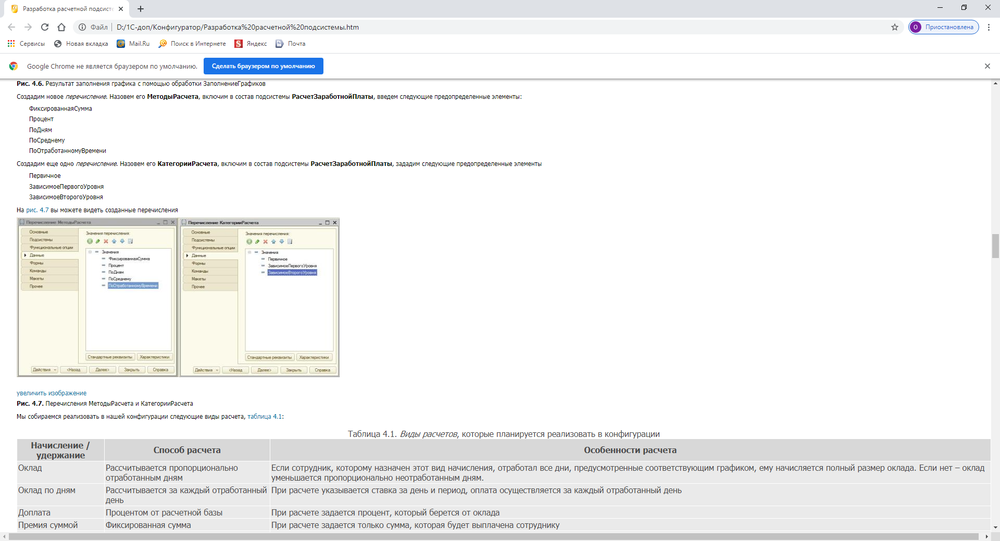 Разработка расчетной подсисте
Файл
D:/1С-доп/Конфигуратор/Разработка%20расчетной%20подсистемы.htm
О Приостановлена
Сервисы
Новая вкладка
Mail.Ru
Поиск в Интернете
Яндекс
Почта
Google Chrome не является браузером по умолчанию.
Сделать браузером по умолчанию
Рис. 4.6. Результат заполнения графика с помощью обработки ЗаполнениеГрафиков
Создадим новое перечисление. Назовем его МетодыРасчета, включим в состав подсистемы РасчетЗаработнойПлаты, введем следующие предопределенные элементы:
ФиксированнаяСумма
Процент
ПоДням
ПоСреднему
ПоОтработанномуВремени
Создадим еще одно перечисление. Назовем его КатегорииРасчета, включим в состав подсистемы РасчетЗаработнойПлаты, зададим следующие предопределенные элементы
Первичное
ЗависимоеПервогоУровня
ЗависимоеВторогоУровня
На рис. 4.7 вы можете видеть созданные перечисления
Перечисление МетодыРасчета
Основные
Подсистемы
Функциональные опции
Данные
Формы
Команды
Макеты
Прочее
Значения перечисления:
Значения
ФиксированнаяСумма
Процент
ПоДням
ПоСреднему
ПоОтработанномуВремени
Стандартные реквизиты
Характеристики
Действия
<Назад
Далее>
Закрыть
Справка
Перечисление КатегорииРасчета
Основные
Подсистемы
Функциональные опции
Данные
Формы
Команды
Макеты
Прочее
Значения перечисления:
Значения
Первичное
ЗависимоеПервогоУровня
ЗависимоеВторогоУровня
Стандартные реквизиты
Характеристики
Действия
<Назад
Далее>
Закрыть
Справка
увеличить изображение
Рис. 4.7. Перечисления МетодыРасчета и КатегорииРасчета
Мы собираемся реализовать в нашей конфигурации следующие виды расчета, таблица 4.1:
Таблица 4.1. Виды расчетов, которые планируется реализовать в конфигурации
Начисление /
удержание
Способ расчета
Особенности расчета
Оклад
Рассчитывается пропорционально
отработанным дням
Если сотрудник, которому назначен этот вид начисления, отработал все дни, предусмотренные соответствующим графиком, ему начисляется полный размер оклада. Если нет – оклад
уменьшается пропорционально неотработанным дням.
Оклад по дням
Рассчитывается за каждый отработанный
день
При расчете указывается ставка за день и период, оплата осуществляется за каждый отработанный день
Доплата
Процентом от расчетной базы
При расчете задается процент, который берется от оклада
Премия суммой
Фиксированная сумма
При расчете задается только сумма, которая будет выплачена сотруднику